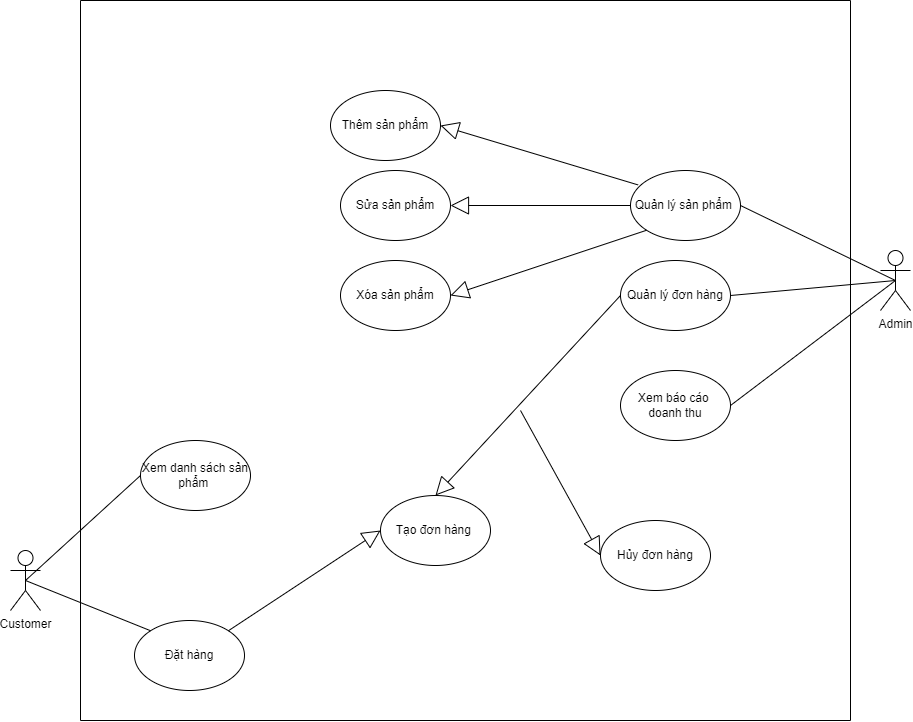 Thêm sản phẩm
Sửa sản phẩm
Quản lý sản phẩm
Xóa sản phẩm
Quản lý đơn hàng
Admin
Xem báo cáo
doanh thu
Xem danh sách sản
phẩm
Tạo đơn hàng
Hủy đơn hàng
Customer
Đặt hàng